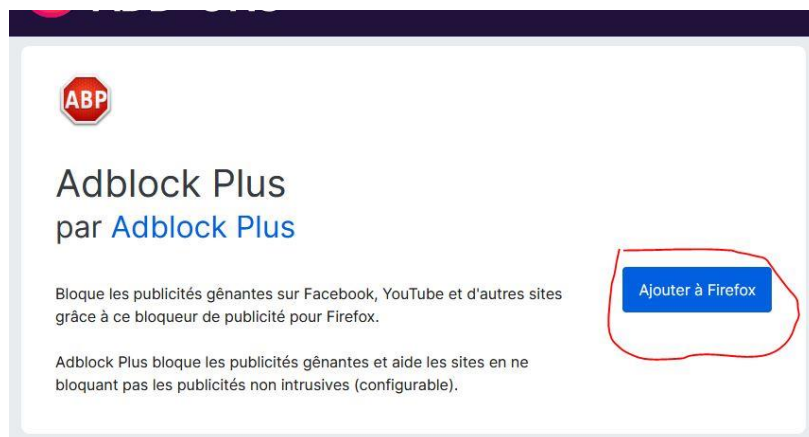 ABP
Adblock Plus
par Adblock Plus
Bloque les publicités gênantes sur Facebook, YouTube et d'autres sites
grâce à ce bloqueur de publicité pour Firefox.
Ajouter à Firefox
Adblock Plus bloque les publicités gênantes et aide les sites en ne
bloquant pas les publicités non intrusives (configurable).